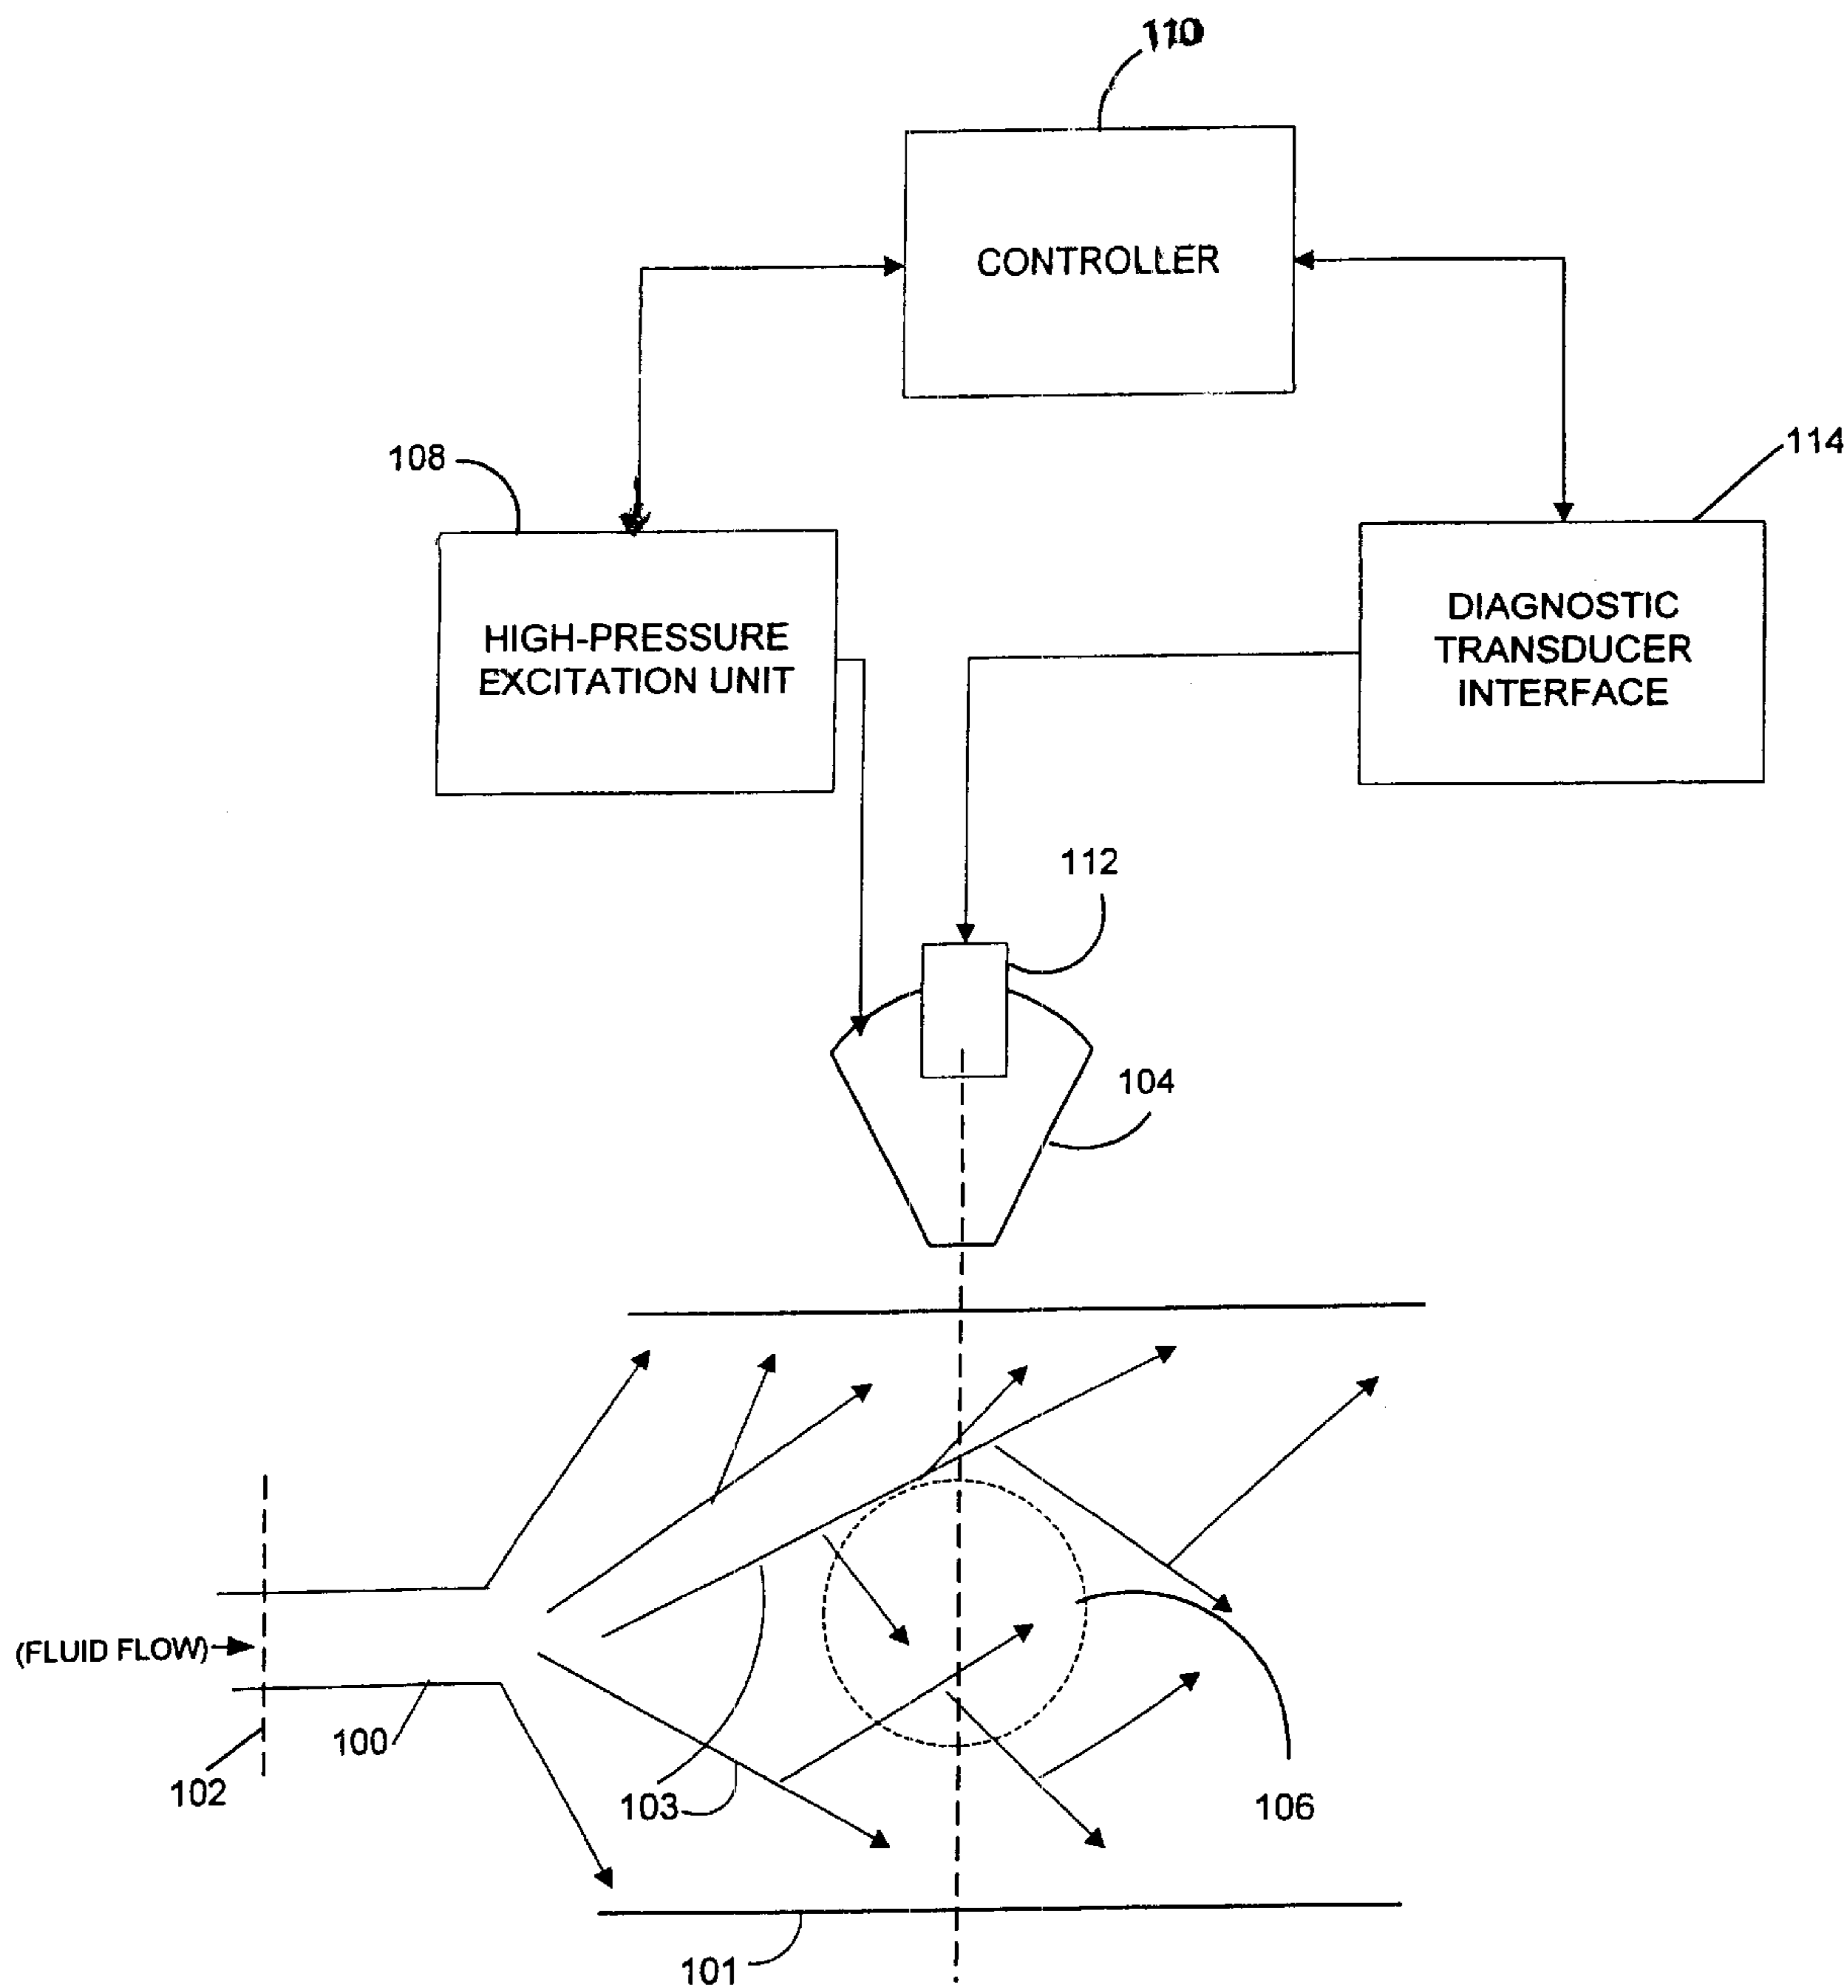 110
CONTROLLER
108
114
HIGH-PRESSURE
EXCITATION UNIT
DIAGNOSTIC
TRANSDUCER
INTERFACE
112
104
(FLUID FLOW)
100
102
103
106
101